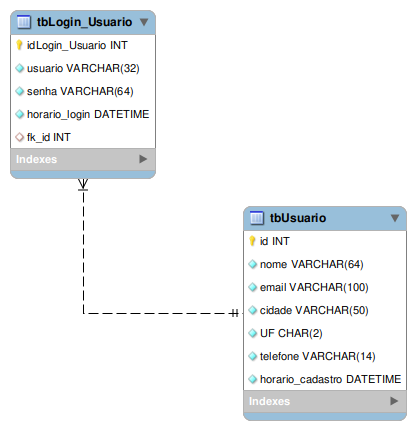 tbLogin_Usuario
idLogin_Usuario INT
usuario VARCHAR(32)
senha VARCHAR(64)
horario_login DATETIME
fk_id INT
Indexes
tbUsuario
id INT
nome VARCHAR(64)
email VARCHAR(100)
cidade VARCHAR(50)
UF CHAR(2)
telefone VARCHAR(14)
horario_cadastro DATETIME
Indexes